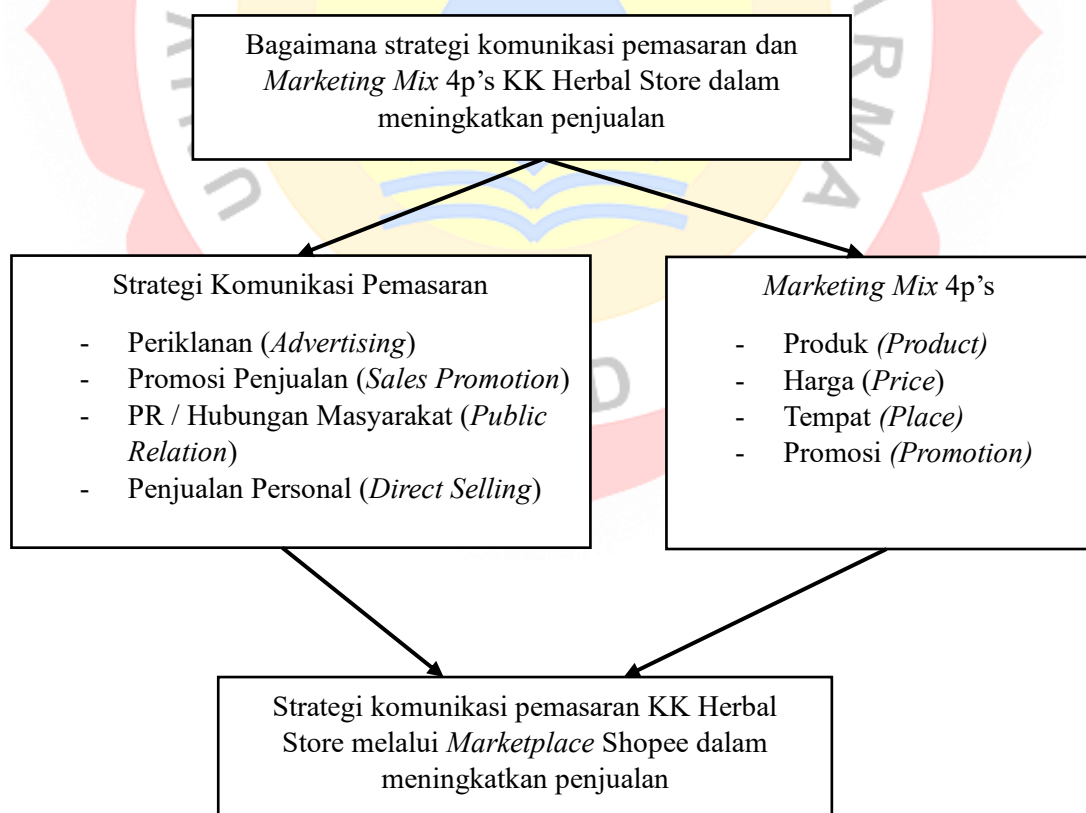 Bagaimana strategi komunikasi pemasaran dan
Marketing Mix 4p's KK Herbal Store dalam
meningkatkan penjualan
Strategi Komunikasi Pemasaran
- Periklanan (Advertising)
- Promosi Penjualan (Sales Promotion)
- PR / Hubungan Masyarakat (Public
Relation)
- Penjualan Personal (Direct Selling)
Marketing Mix 4p's
- Produk (Product)
- Harga (Price)
- Tempat (Place)
- Promosi (Promotion)
Strategi komunikasi pemasaran KK Herbal
Store melalui Marketplace Shopee dalam
meningkatkan penjualan